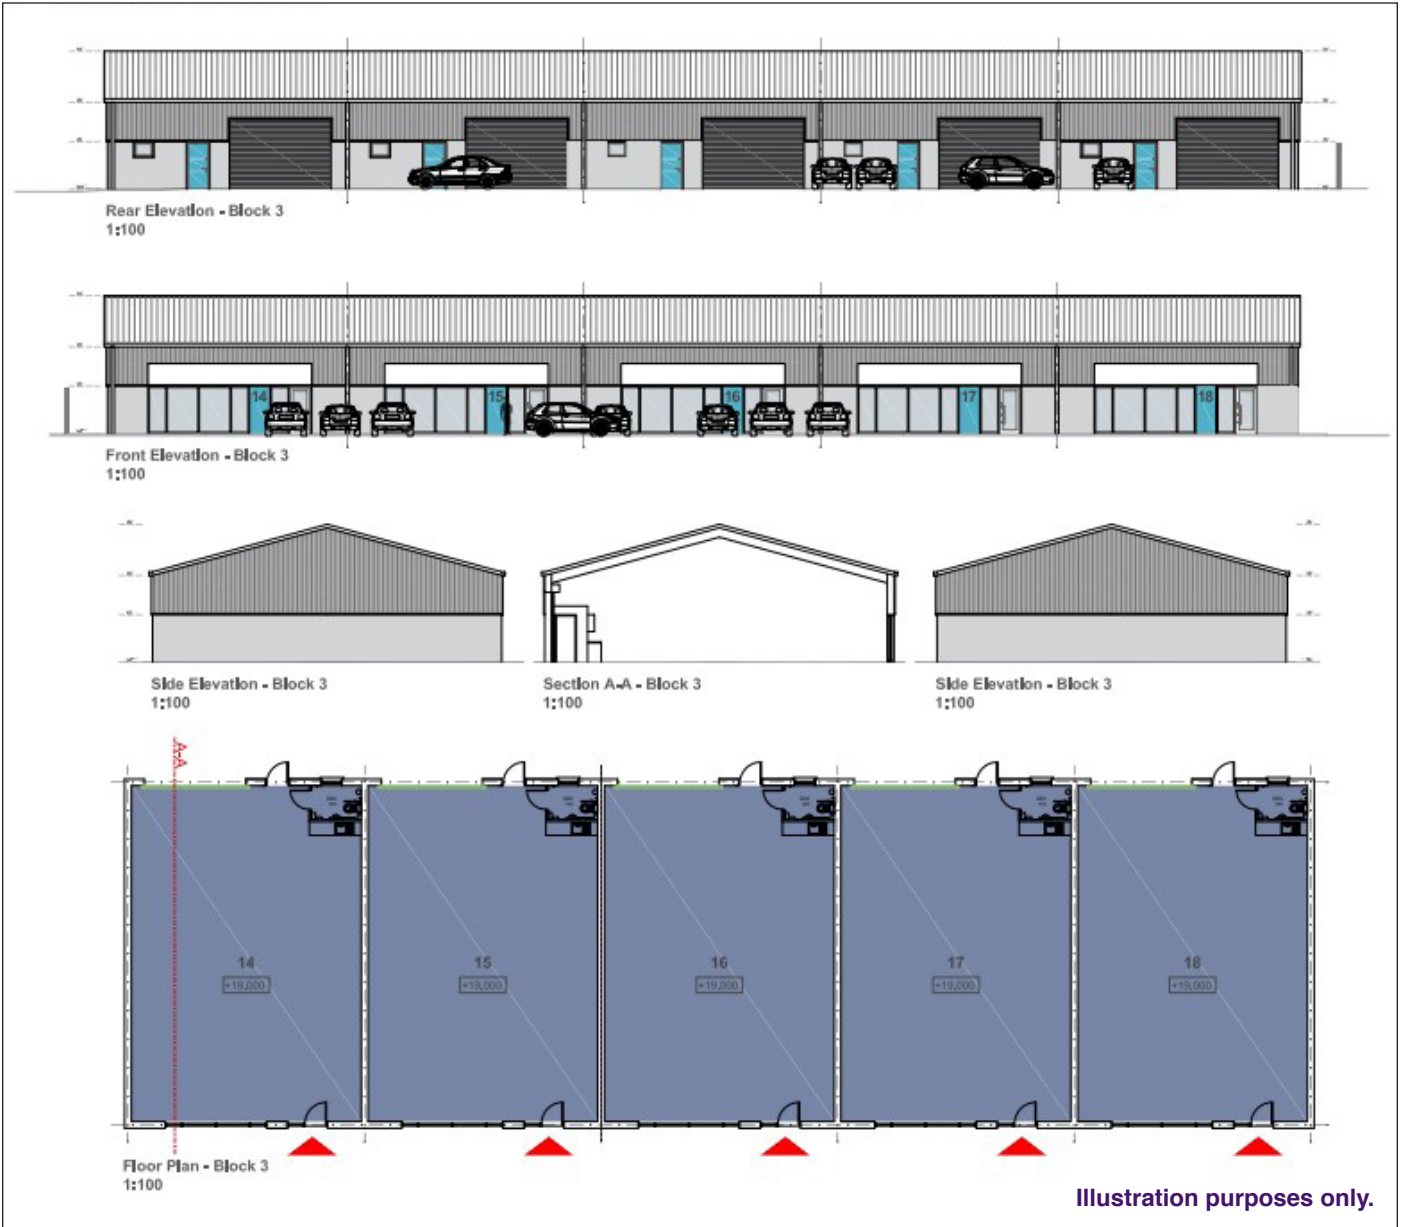 Rear Elevation - Block 3
1:100
14
15
16
17
18
Front Elevation - Block 3
1:100
Side Elevation - Block 3
1:100
Section A-A - Block 3
1:100
Side Elevation - Block 3
1:100
A-A
14
+19,000
15
+19,000
16
+19,000
17
+19,000
18
+19,000
Floor Plan - Block 3
1:100
Illustration purposes only.